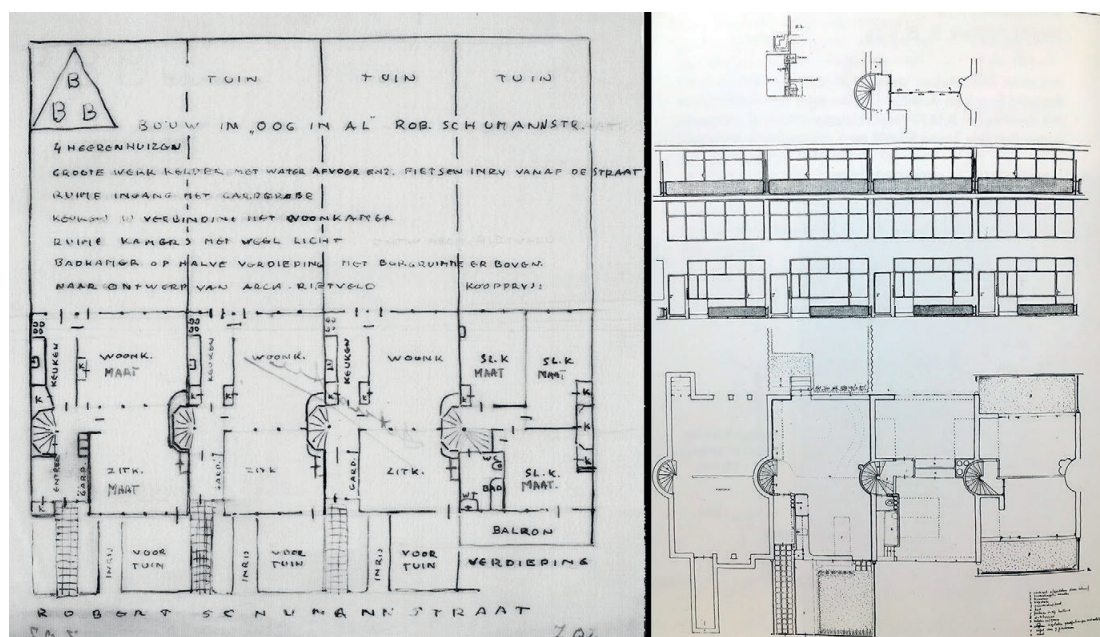 B
B B
TUIN TUIN TUIN
BOUW IM „OOG IN AL" ROB. SCHUMANNSTR.
4 HEERENHUIZEN
GROOTE WERK KELDER MET WATER AFVOER ENZ. FIETSEN INRY VANAF DE STRAAT
RUIME INGANG MET GARDEROBE
KEUKEN IN VERBINDING MET WOONKAMER
RUIME KAMERS MET VEEL LICHT
BADKAMER OP HALVE VERDIEPING MET BERGRUIMTE ER BOVEN.
NAAR ONTWERP VAN ARCH. RIETVELD KOOPPRYS:
KEUKEN
WOONK.
MAAT
KEUKEN
WOONK.
KEUKEN
WOONK
SL.K
MAAT
SL.K
MAAT
K
K
K
K
K
K
ENTREE
GARD.
ZITK.
MAAT
GARD.
ZITK
GARD.
ZITK.
WC
BAD
WT
SL.K.
MAAT.
BALKON
INRIJ
VOOR
TUIN
INRIJ
VOOR
TUIN
INRIJ
VOOR
TUIN
VERDIEPING
ROBERT SCHUMANNSTRAAT